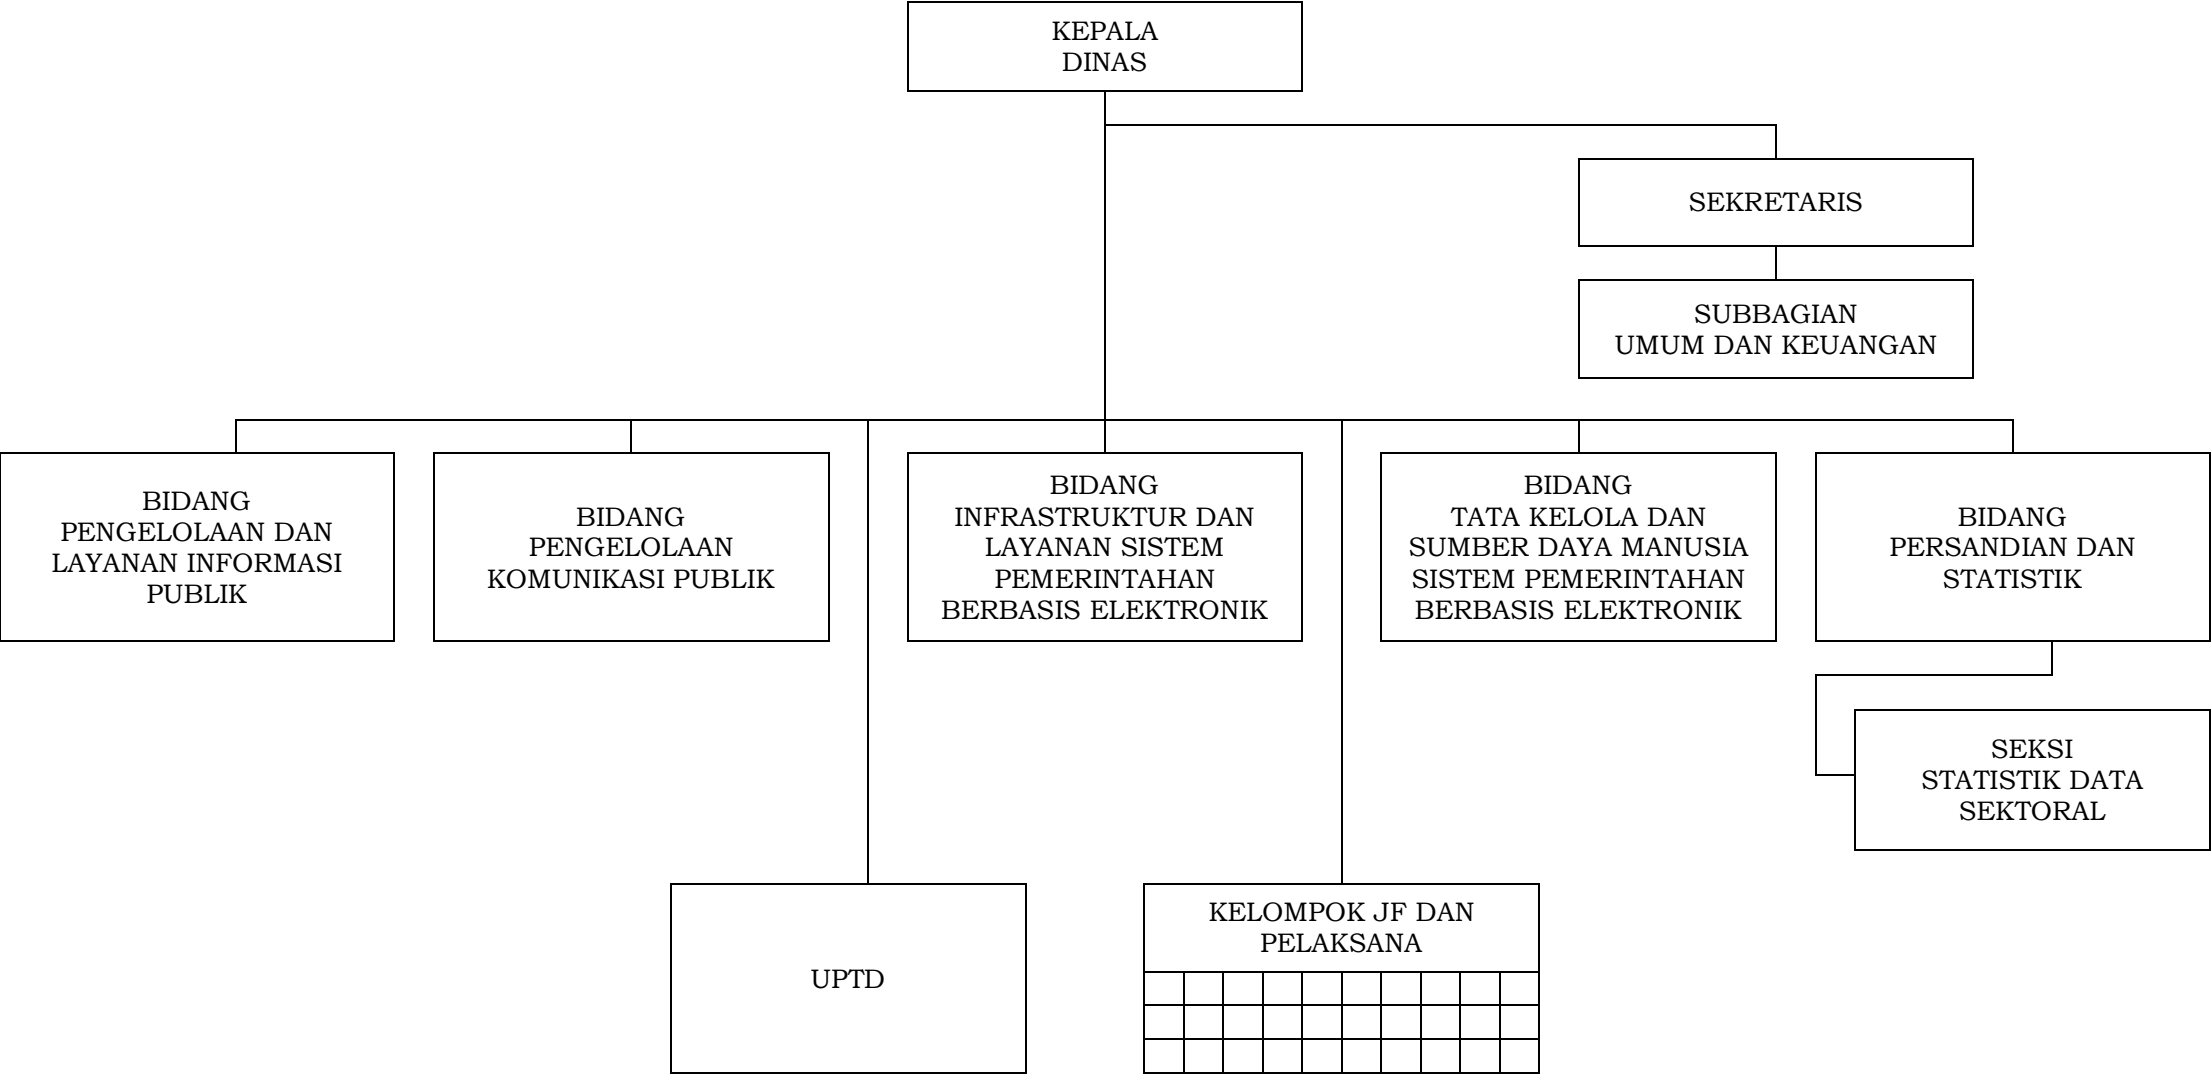 KEPALA
DINAS
SEKRETARIS
SUBBAGIAN
UMUM DAN KEUANGAN
BIDANG
PENGELOLAAN DAN
LAYANAN INFORMASI
PUBLIK
BIDANG
PENGELOLAAN
KOMUNIKASI PUBLIK
BIDANG
INFRASTRUKTUR DAN
LAYANAN SISTEM
PEMERINTAHAN
BERBASIS ELEKTRONIK
BIDANG
TATA KELOLA DAN
SUMBER DAYA MANUSIA
SISTEM PEMERINTAHAN
BERBASIS ELEKTRONIK
BIDANG
PERSANDIAN DAN
STATISTIK
SEKSI
STATISTIK DATA
SEKTORAL
UPTD
KELOMPOK JF DAN
PELAKSANA